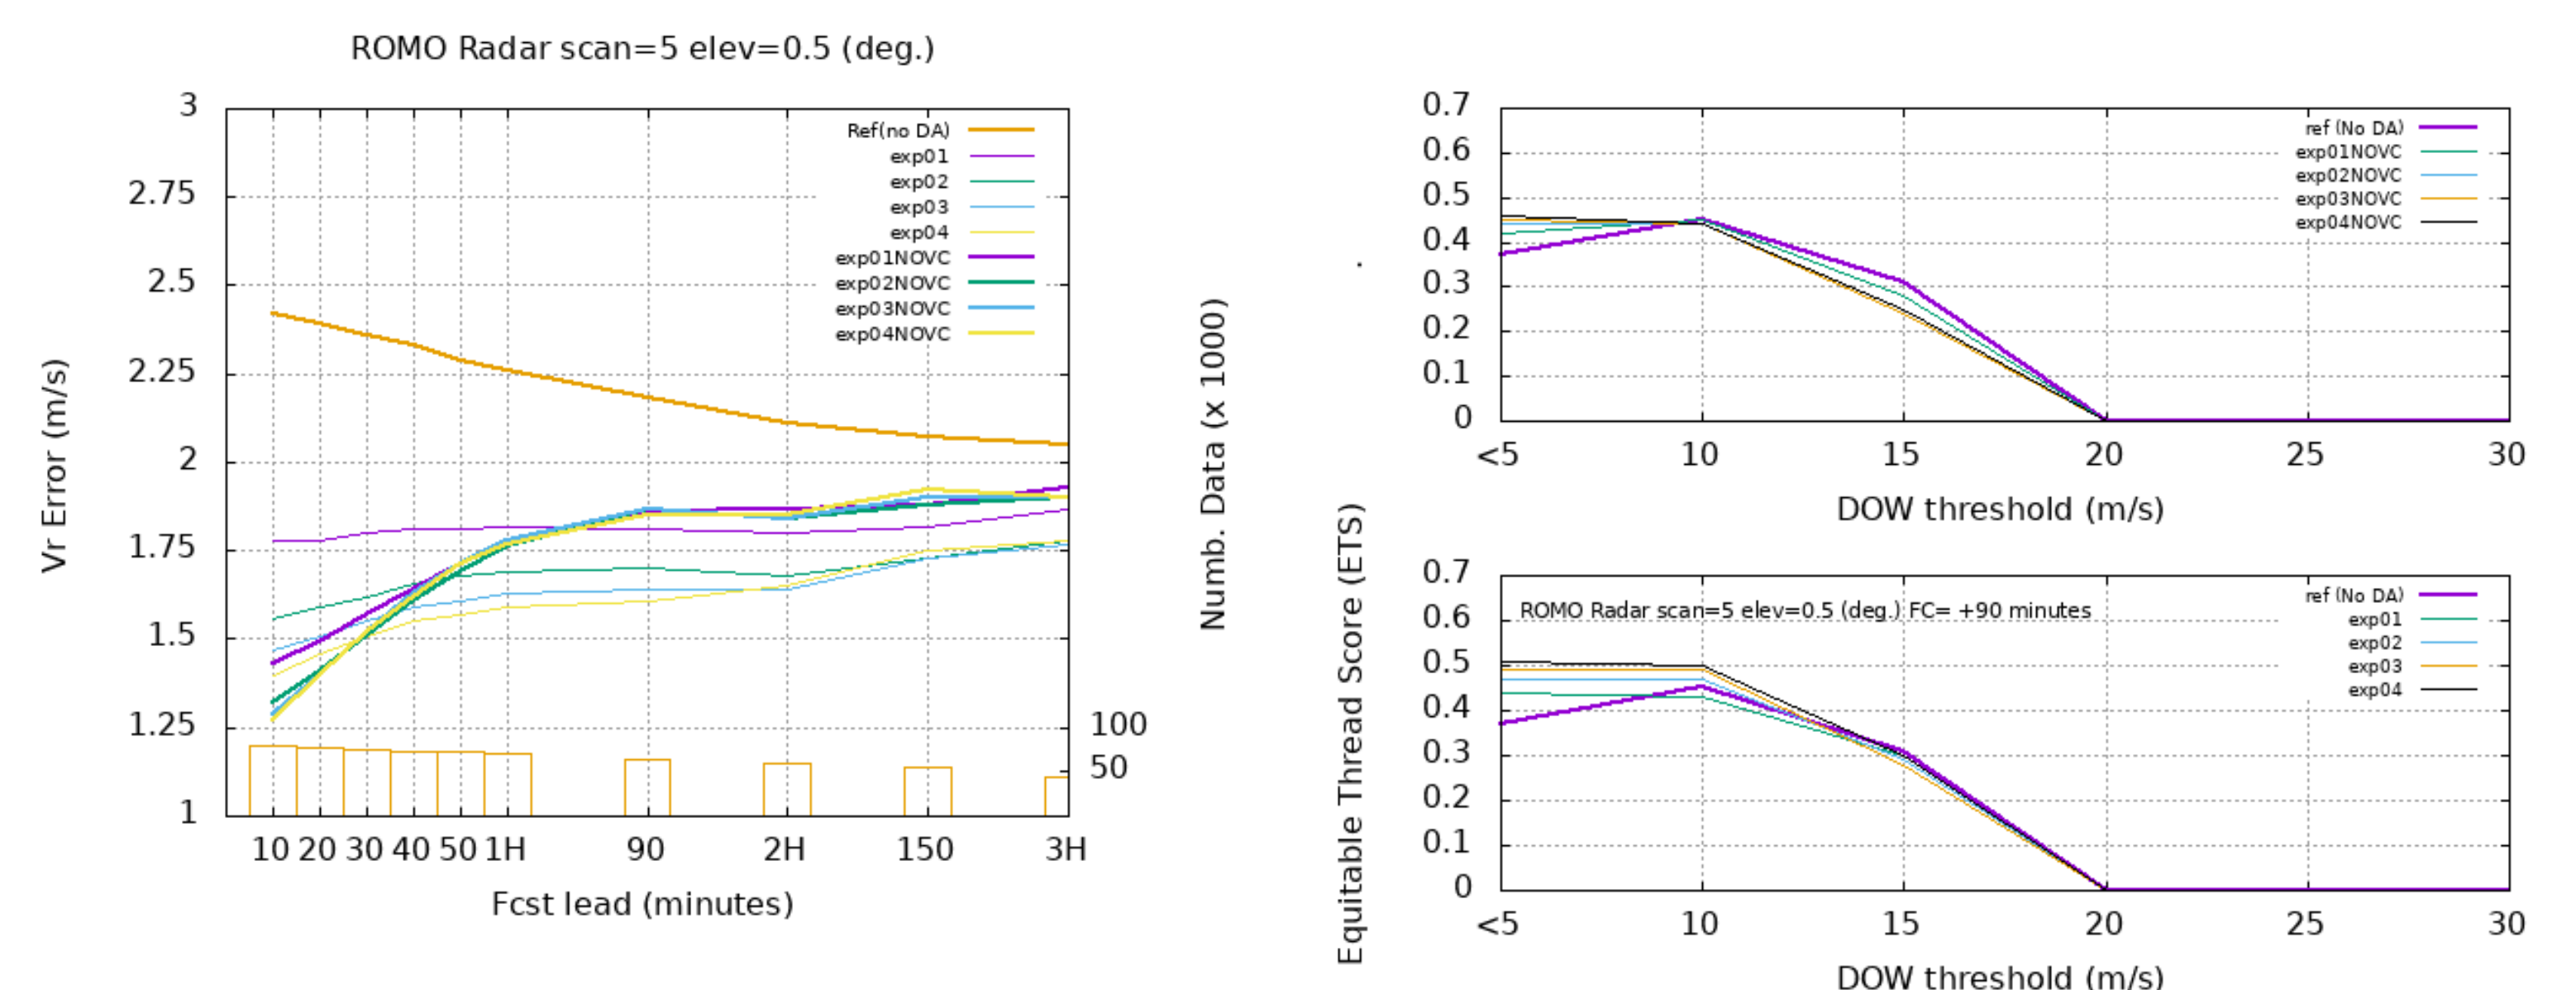 ROMO Radar scan=5 elev=0.5 (deg.)
Vr Error (m/s)
3
2.75
2.5
2.25
2
1.75
1.5
1.25
1
Ref(no DA)
exp01
exp02
exp03
exp04
exp01NOVC
exp02NOVC
exp03NOVC
exp04NOVC
100
50
Numb. Data (x 1000)
10 20 30 40 50 1H 90 2H 150 3H
Fcst lead (minutes)
Equitable Thread Score (ETS)
0.7
0.6
0.5
0.4
0.3
0.2
0.1
0
ref (No DA)
exp01NOVC
exp02NOVC
exp03NOVC
exp04NOVC
<5 10 15 20 25 30
DOW threshold (m/s)
0.7
0.6
0.5
0.4
0.3
0.2
0.1
0
ROMO Radar scan=5 elev=0.5 (deg.) FC= +90 minutes
ref (No DA)
exp01
exp02
exp03
exp04
<5 10 15 20 25 30
DOW threshold (m/s)